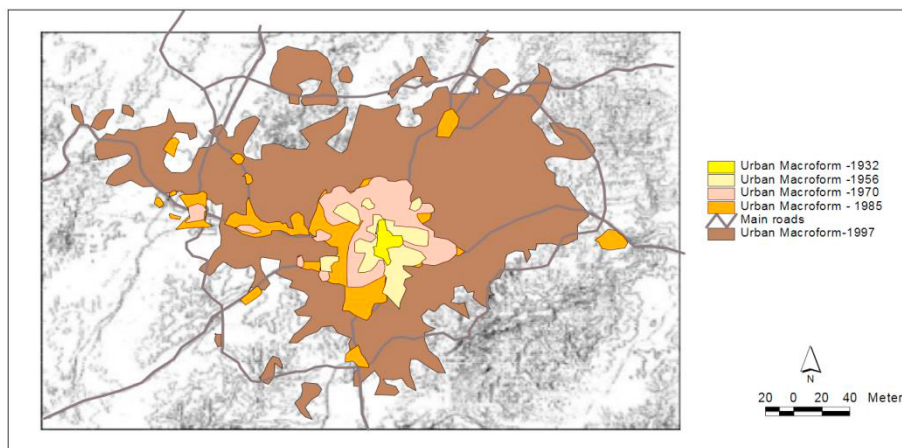 Urban Macroform -1932
Urban Macroform -1956
Urban Macroform -1970
Urban Macroform - 1985
Main roads
Urban Macroform-1997
N
20 0 20 40 Meter